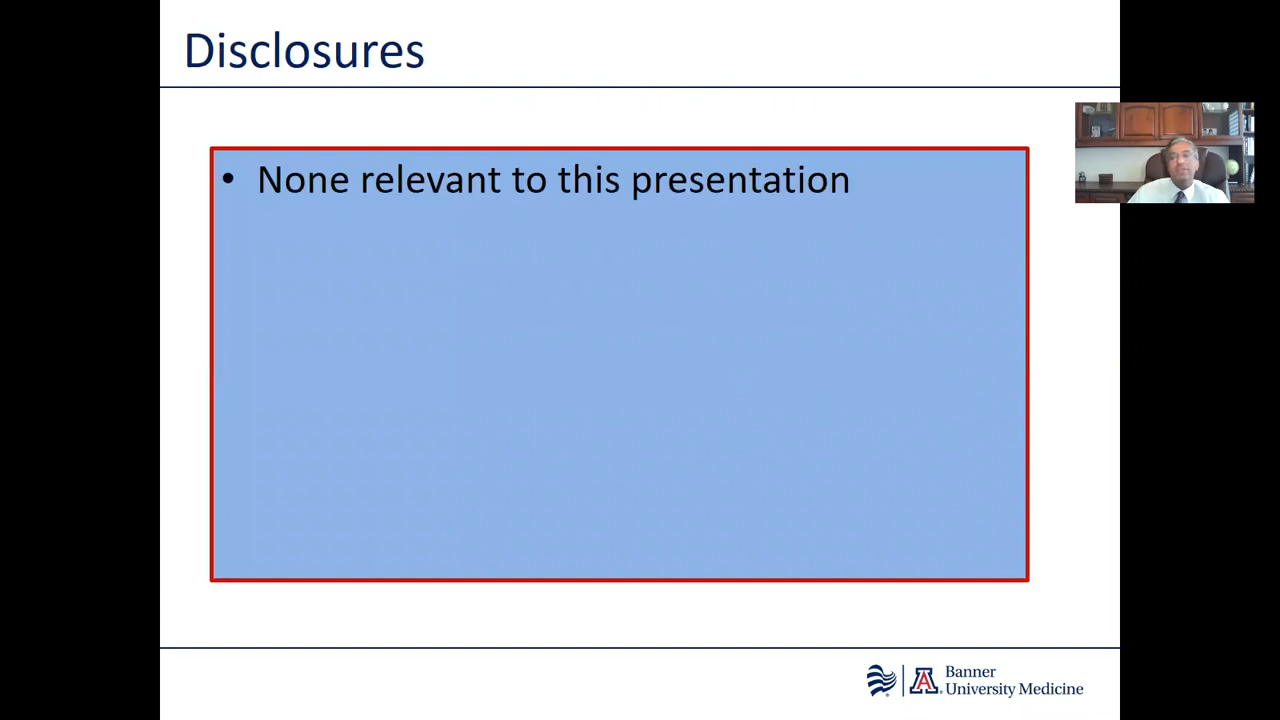 Disclosures
• None relevant to this presentation
A
Banner
University Medicine